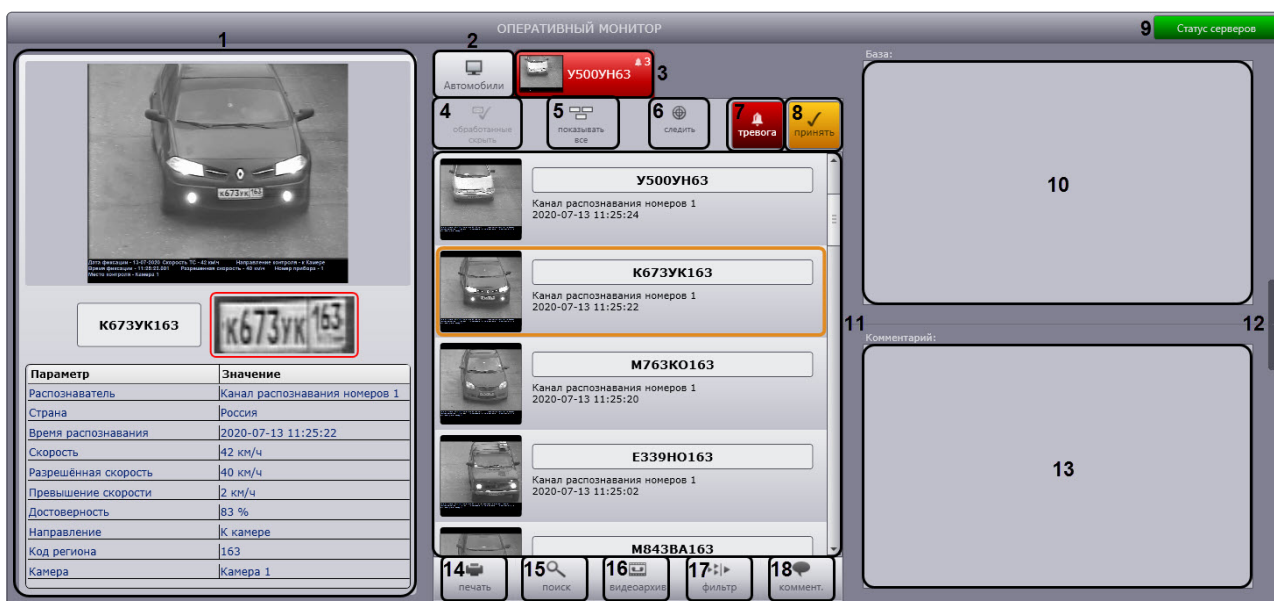 ОПЕРАТИВНЫЙ МОНИТОР
9
Статус серверов
1
К673УК163
К673УК163
к673ук 163
Параметр Значение
Распознаватель Канал распознавания номеров 1
Страна Россия
Время распознавания 2020-07-13 11:25:22
Скорость 42 км/ч
Разрешённая скорость 40 км/ч
Превышение скорости 2 км/ч
Достоверность 83 %
Направление К камере
Код региона 163
Камера Камера 1
2
Автомобили
У500УН63
3
3
4
обработанные
скрыть
5
показывать
все
6
следить
7
тревога
8
принять
У500УН63
Канал распознавания номеров 1
2020-07-13 11:25:24
К673УК163
Канал распознавания номеров 1
2020-07-13 11:25:22
М763КО163
Канал распознавания номеров 1
2020-07-13 11:25:20
Е339НО163
Канал распознавания номеров 1
2020-07-13 11:25:02
М843ВА163
11
14
печать
15
поиск
16
видеоархив
17
фильтр
18
коммент.
База:
10
12
Комментарий:
13